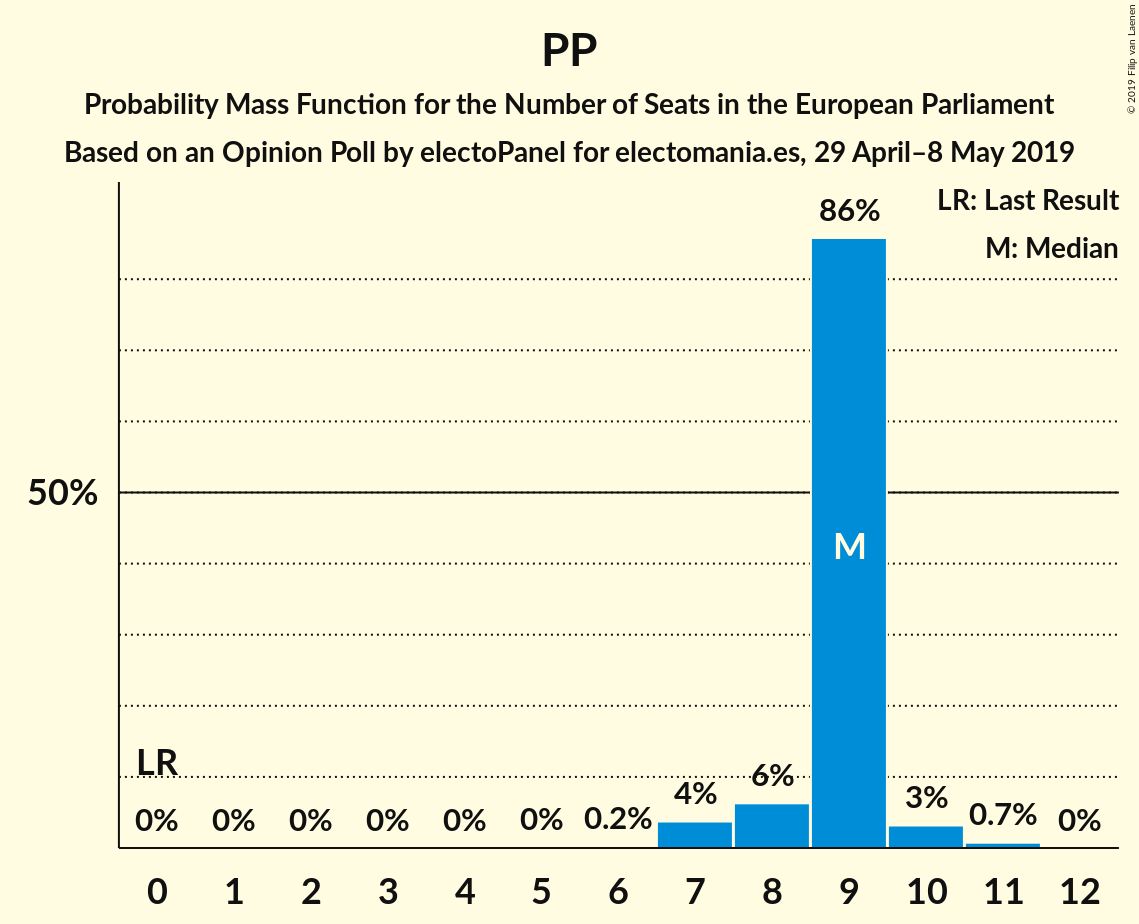 PP
Probability Mass Function for the Number of Seats in the European Parliament
Based on an Opinion Poll by electoPanel for electomania.es, 29 April–8 May 2019
© 2019 Filip van Laenen
LR: Last Result
M: Median
86%
50%
M
LR
0% 0% 0% 0% 0% 0% 0.2% 4% 6% 3% 0.7% 0%
0 1 2 3 4 5 6 7 8 9 10 11 12